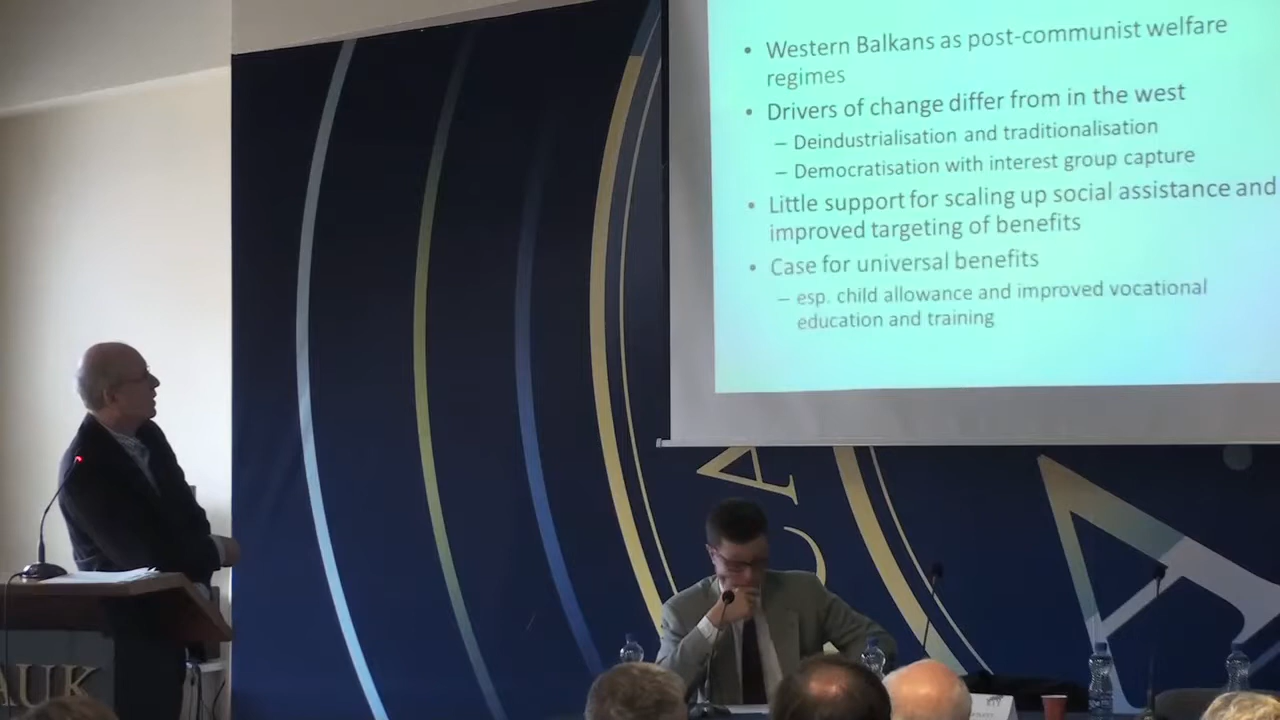 • Western Balkans as post-communist welfare
regimes
• Drivers of change differ from in the west
– Deindustrialisation and traditionalisation
– Democratisation with interest group capture
• Little support for scaling up social assistance and
improved targeting of benefits
• Case for universal benefits
– esp. child allowance and improved vocational
education and training
CA
A
AUK